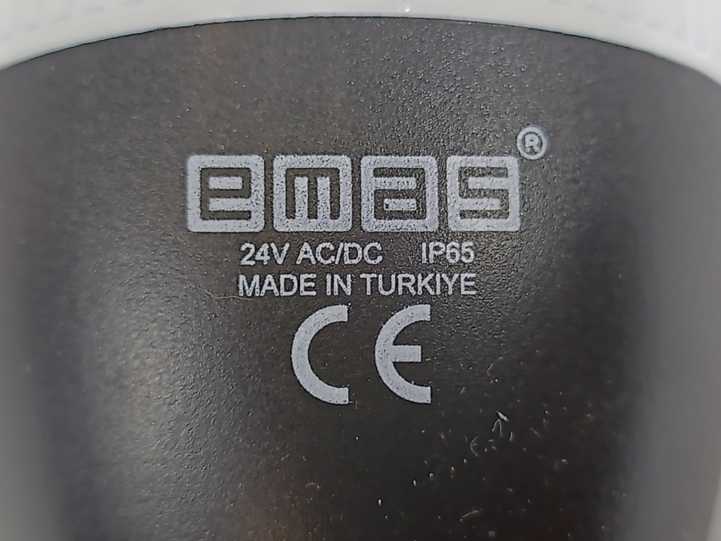 emas®
24V AC/DC IP65
MADE IN TURKIYE
CE